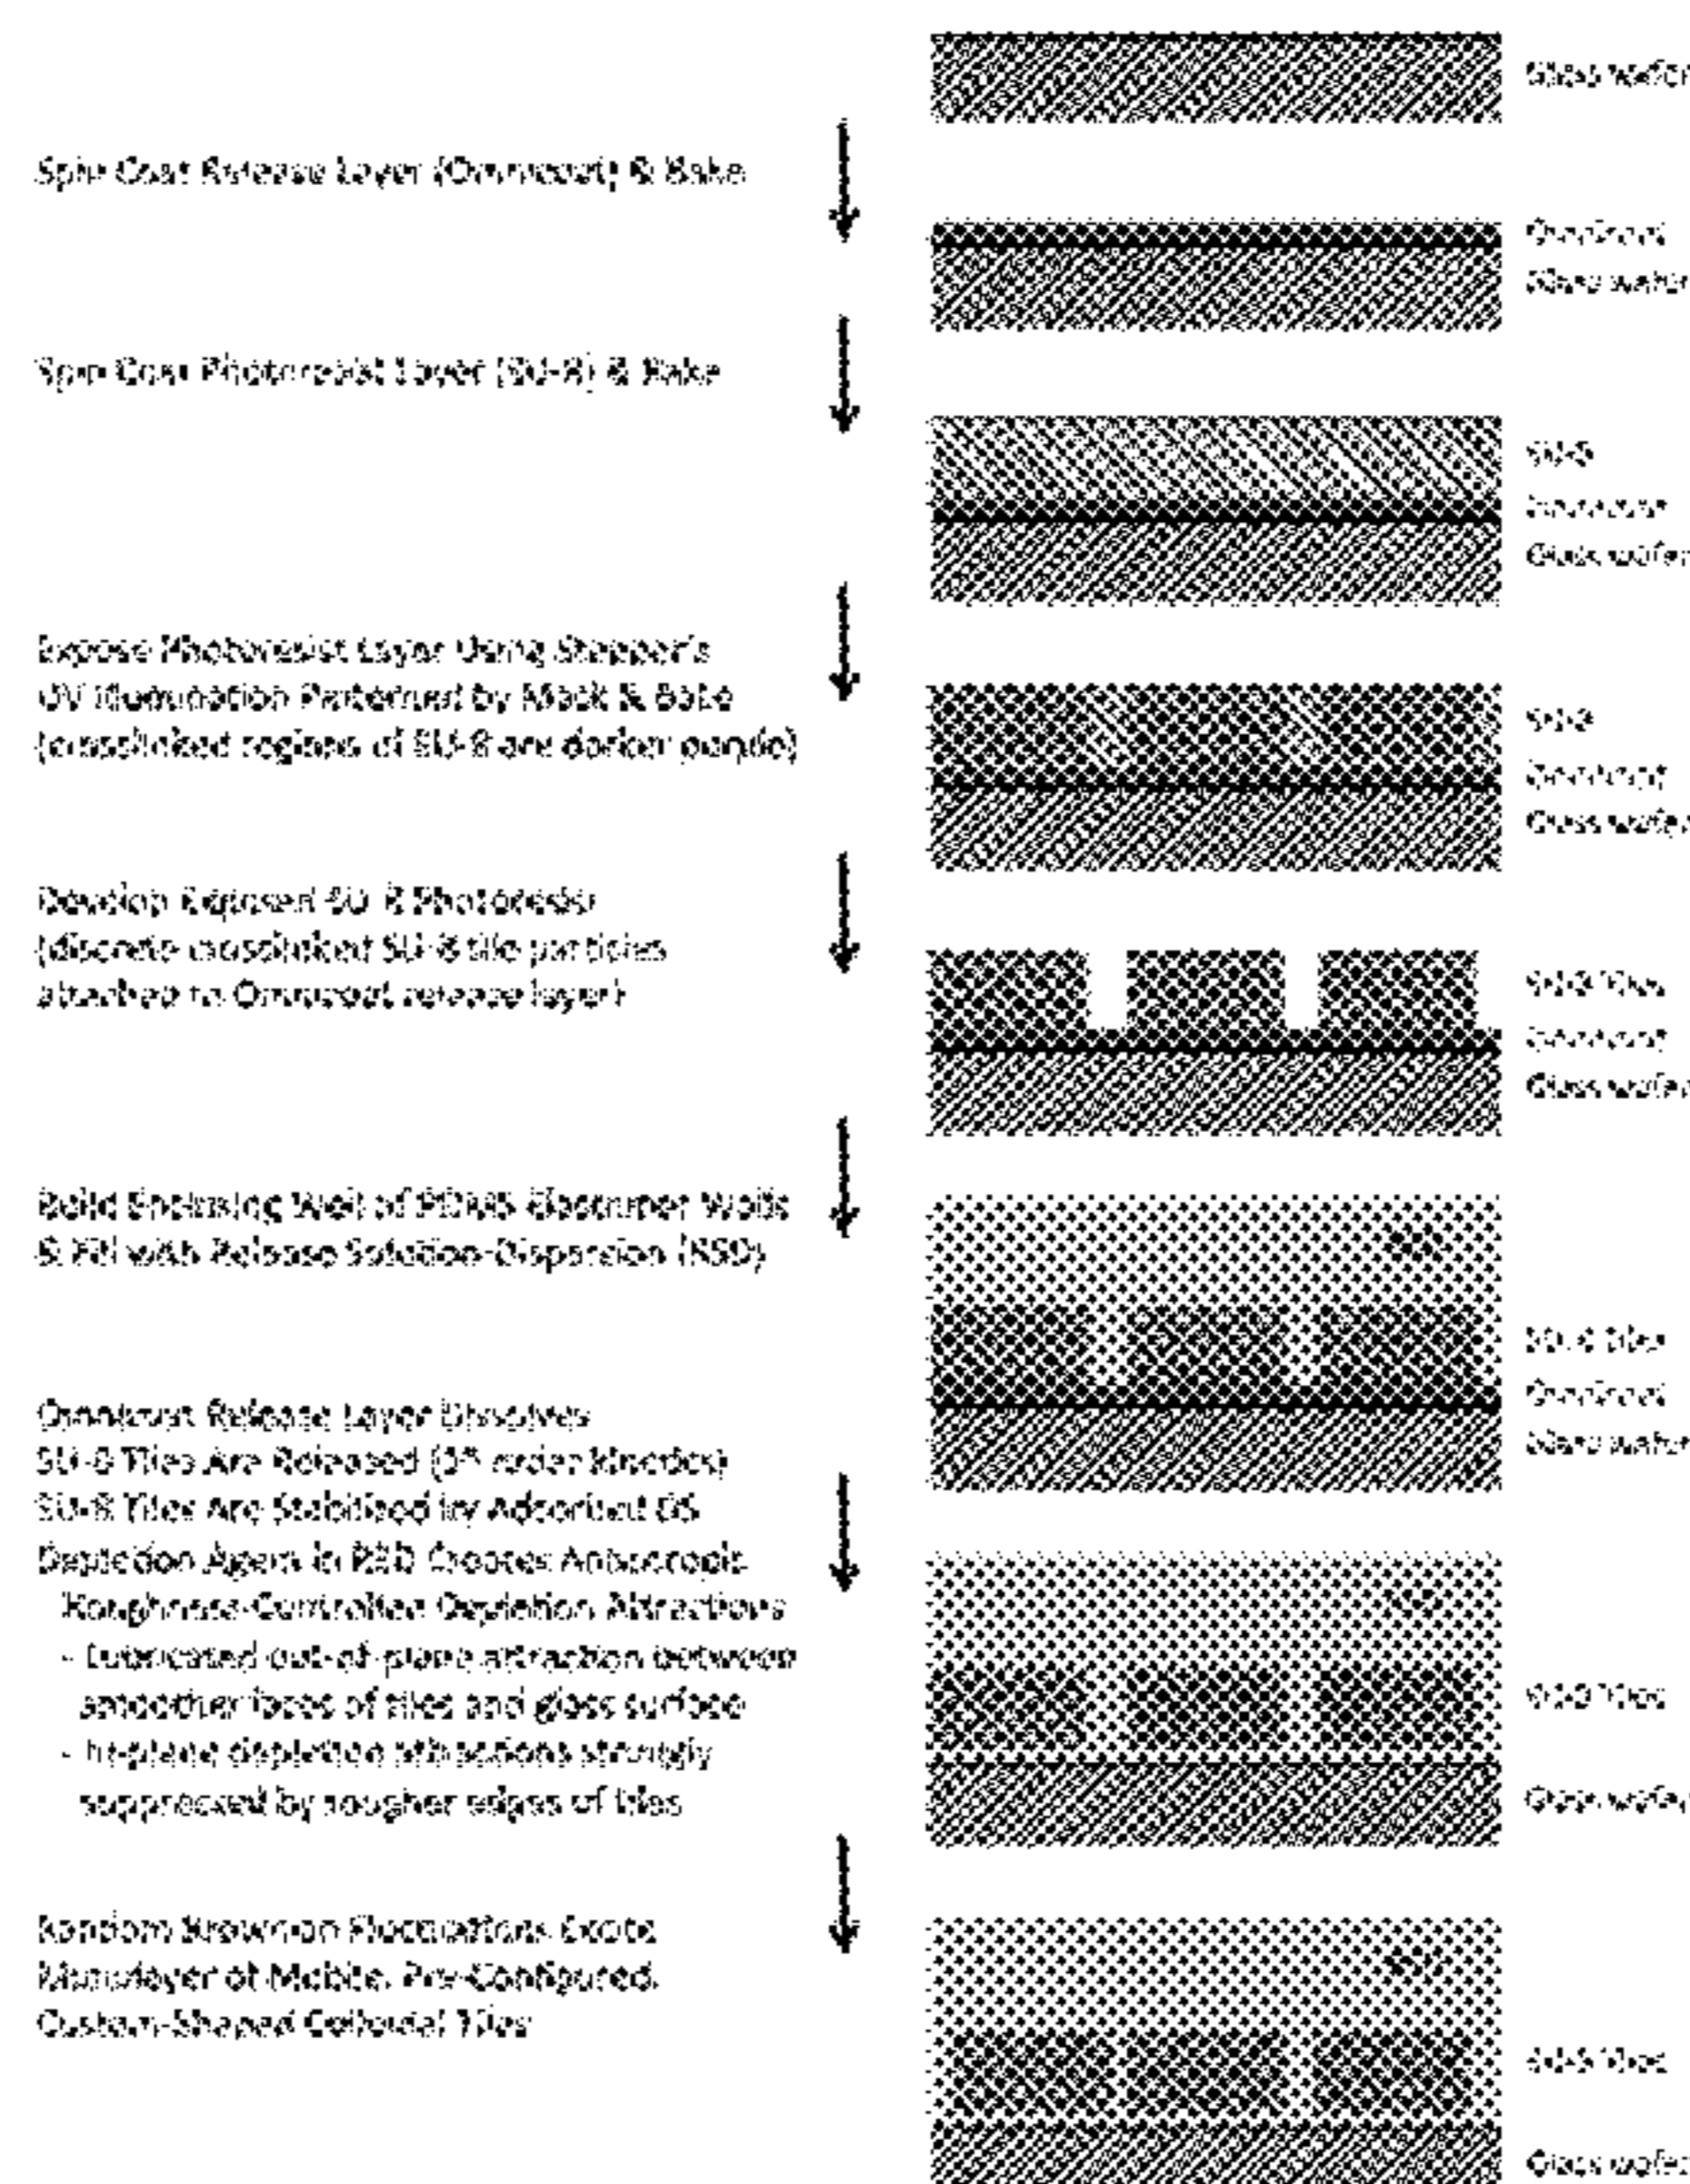 Glass wafer
Spin Coat Release Layer (Omnicoat) & Bake
Omnicoat
Glass wafer
Spin Coat Photoresist Layer (SU-8) & Bake
SU-8
Omnicoat
Glass wafer
Expose Photoresist Layer Using Stepper's
UV Illumination Patterned by Mask & Bake
(crosslinked regions of SU-8 are darker purple)
SU-8
Omnicoat
Glass wafer
Develop Exposed SU-8 Photoresist
(discrete crosslinked SU-8 tile particles
attached to Omnicoat release layer)
SU-8 Tiles
Omnicoat
Glass wafer
Build Enclosing Well of PDMS Elastomer Walls
& Fill with Release Solution-Dispersion (RSD)
RSD
SU-8 Tiles
Omnicoat
Glass wafer
Omnicoat Release Layer Dissolves
SU-8 Tiles Are Released (1st order kinetics)
SU-8 Tiles Are Stabilized by Adsorbed DS
Depletion Agent in RSD Creates Anisotropic
Roughness-Controlled Depletion Attractions
- Lubricated out-of-plane attraction between
smoother faces of tiles and glass surface
- In-plane depletion attractions strongly
suppressed by rougher edges of tiles
SU-8 Tiles
Glass wafer
Random Brownian Fluctuations Excite
Monolayer of Mobile, Pre-Configured,
Custom-Shaped Colloidal Tiles
RSD
SU-8 Tiles
Glass wafer